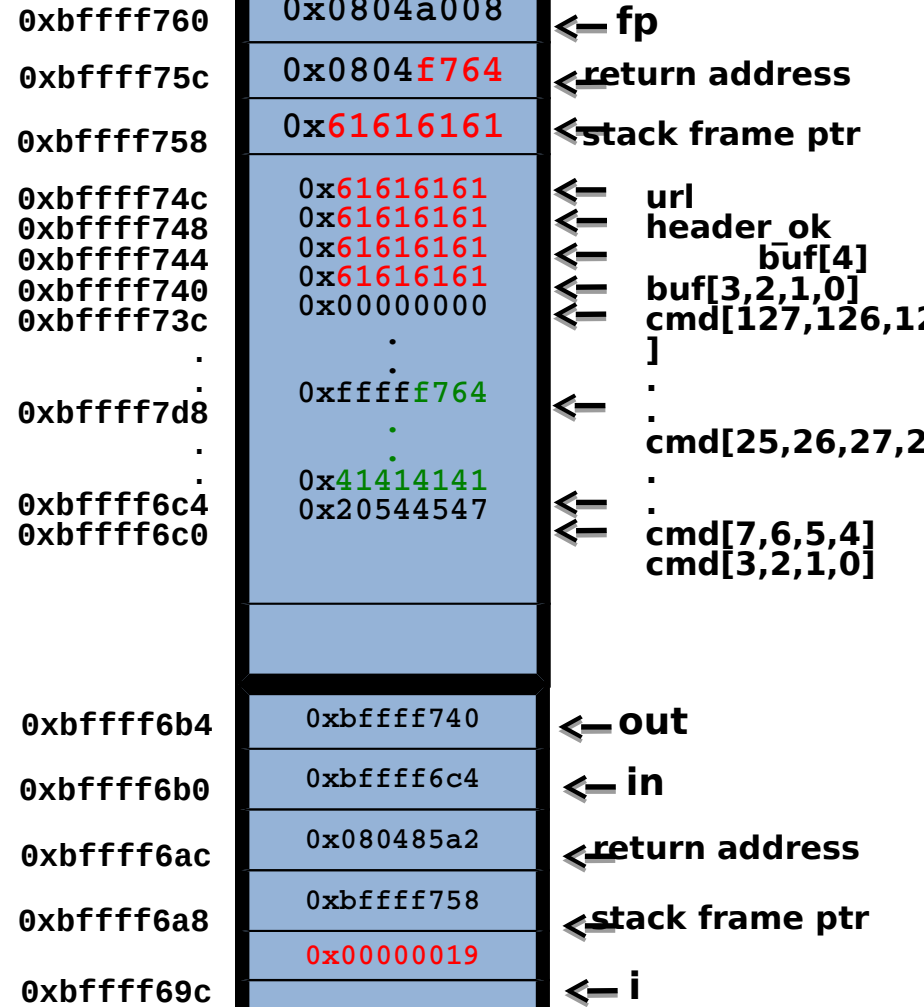 0xbffff760 0x0804a008 fp
0xbffff75c 0x0804f764 return address
0xbffff758 0x61616161 stack frame ptr
0xbffff74c 0x61616161 url
0xbffff748 0x61616161 header_ok
0xbffff744 0x61616161 buf[4]
0xbffff740 0x61616161 buf[3,2,1,0]
0xbffff73c 0x00000000 cmd[127,126,12
. . ]
. . .
0xbffff7d8 0xfffff764 .
. . cmd[25,26,27,2
. . .
0xbffff6c4 0x41414141 .
0xbffff6c0 0x20544547 cmd[7,6,5,4]
cmd[3,2,1,0]
0xbffff6b4 0xbffff740 out
0xbffff6b0 0xbffff6c4 in
0xbffff6ac 0x080485a2 return address
0xbffff6a8 0xbffff758 stack frame ptr
0xbffff69c 0x00000019 i